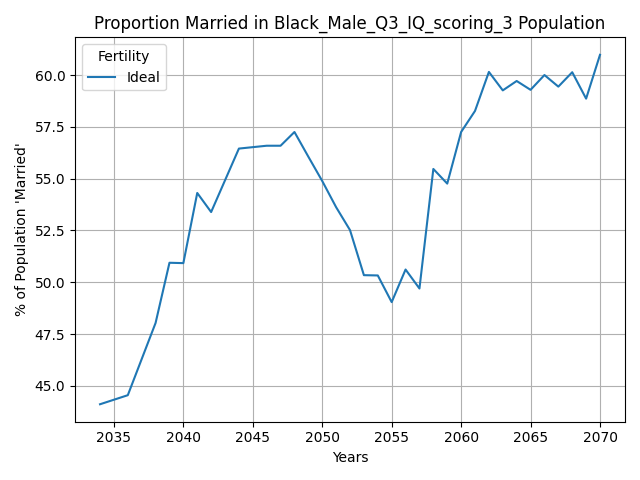 Proportion Married in Black_Male_Q3_IQ_scoring_3 Population
Fertility
Ideal
% of Population 'Married'
60.0
57.5
55.0
52.5
50.0
47.5
45.0
2035 2040 2045 2050 2055 2060 2065 2070
Years